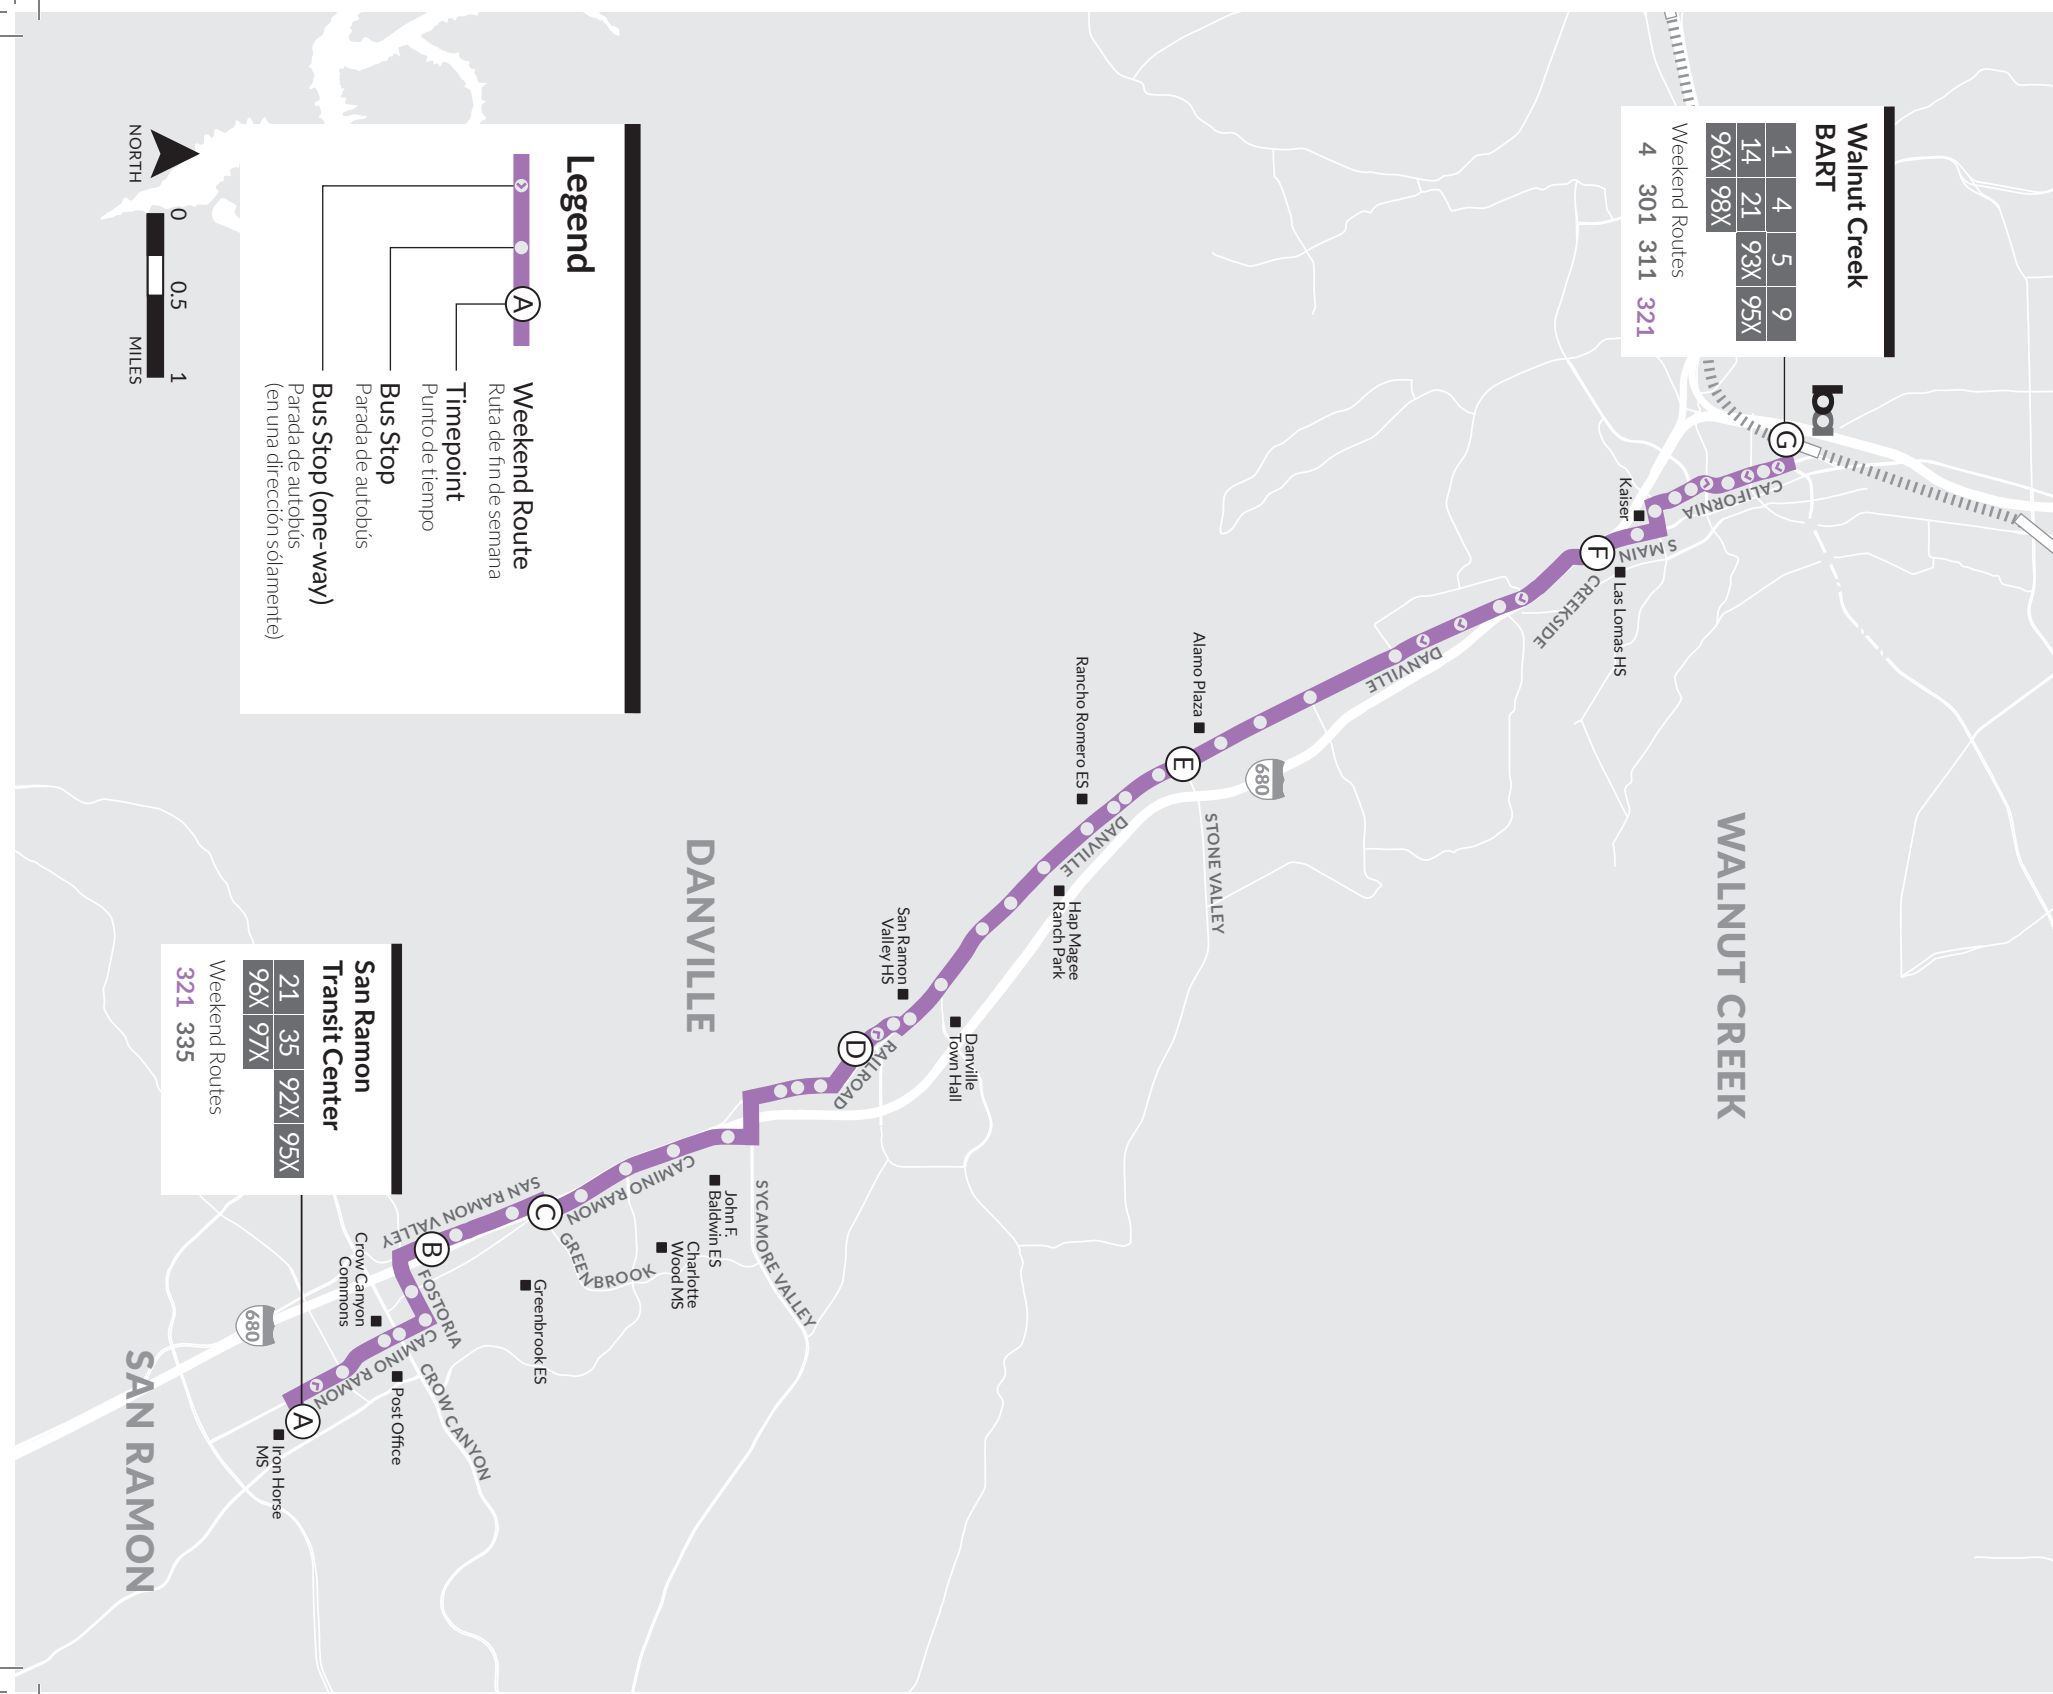 Walnut Creek
BART
1 4 5 9
14 21 93X 95X
96X 98X
Weekend Routes
4 301 311 321
ba
G
CALIFORNIA
Kaiser
S MAIN
F
Las Lomas HS
CREEKSIDE
DANVILLE
WALNUT CREEK
680
Alamo Plaza
E
STONE VALLEY
Rancho Romero ES
DANVILLE
Hap Magee
Ranch Park
San Ramon
Valley HS
Danville
Town Hall
DANVILLE
D
RAILROAD
SYCAMORE VALLEY
John F.
Baldwin ES
CAMINO RAMON
Charlotte
Wood MS
C
GREENBROOK
Greenbrook ES
SAN RAMON VALLEY
B
FOSTORIA
Crow Canyon
Commons
CAMINO RAMON
CROW CANYON
Post Office
680
A
Iron Horse
MS
SAN RAMON
San Ramon
Transit Center
21 35 92X 95X
96X 97X
Weekend Routes
321 335
Legend
A
Weekend Route
Ruta de fin de semana
Timepoint
Punto de tiempo
Bus Stop
Parada de autobús
Bus Stop (one-way)
Parada de autobús
(en una dirección sólamente)
NORTH
0 0.5 1
MILES